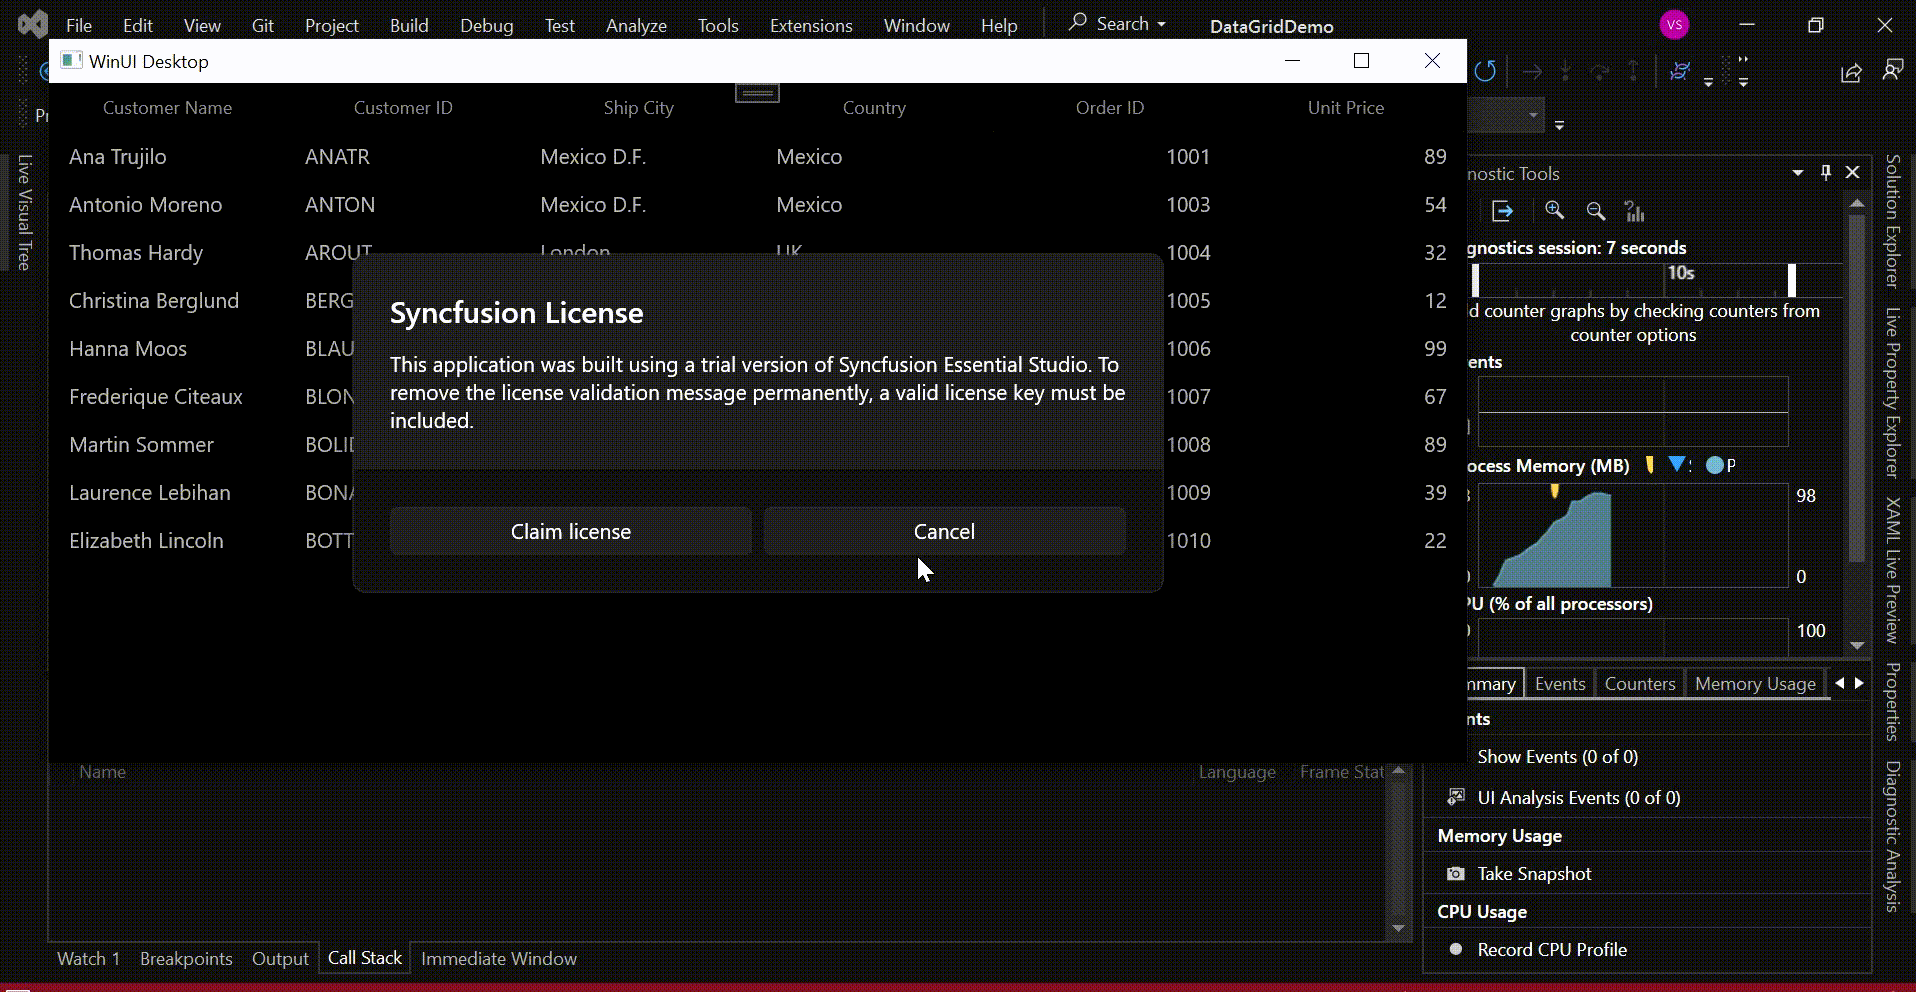 File Edit View Git Project Build Debug Test Analyze Tools Extensions Window Help Search DataGridDemo VS
WinUI Desktop
Customer Name Customer ID Ship City Country Order ID Unit Price
Ana Trujilo ANATR Mexico D.F. Mexico 1001 89
Antonio Moreno ANTON Mexico D.F. Mexico 1003 54
Thomas Hardy AROUT London UK 1004 32
Christina Berglund BERG 1005 12
Hanna Moos BLAU 1006 99
Frederique Citeaux BLON 1007 67
Martin Sommer BOLID 1008 89
Laurence Lebihan BONA 1009 39
Elizabeth Lincoln BOTT 1010 22
Syncfusion License
This application was built using a trial version of Syncfusion Essential Studio. To
remove the license validation message permanently, a valid license key must be
included.
Claim license Cancel
Live Visual Tree
Pr
nostic Tools
gnostics session: 7 seconds
10s
d counter graphs by checking counters from
counter options
ents
ocess Memory (MB) P
98
0
PU (% of all processors)
100
mmary Events Counters Memory Usage
nts
Show Events (0 of 0)
UI Analysis Events (0 of 0)
Memory Usage
Take Snapshot
CPU Usage
Record CPU Profile
Solution Explorer
Live Property Explorer
XAML Live Preview
Properties
Diagnostic Analysis
Name Language Frame Stat
Watch 1 Breakpoints Output Call Stack Immediate Window